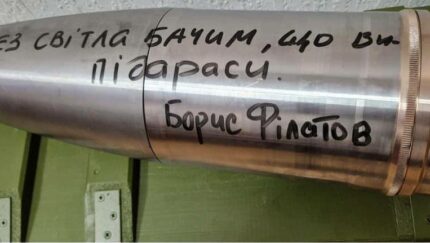 ЕЗ СВІТЛА БАЧИМ, ЩО ВИ-
ПІДАРАСИ.
Борис Філатов